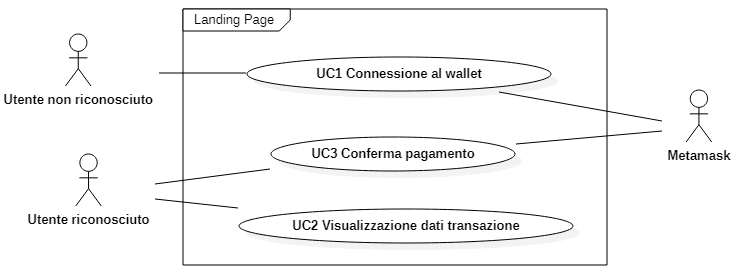 Landing Page
UC1 Connessione al wallet
Utente non riconosciuto
UC3 Conferma pagamento
Metamask
Utente riconosciuto
UC2 Visualizzazione dati transazione